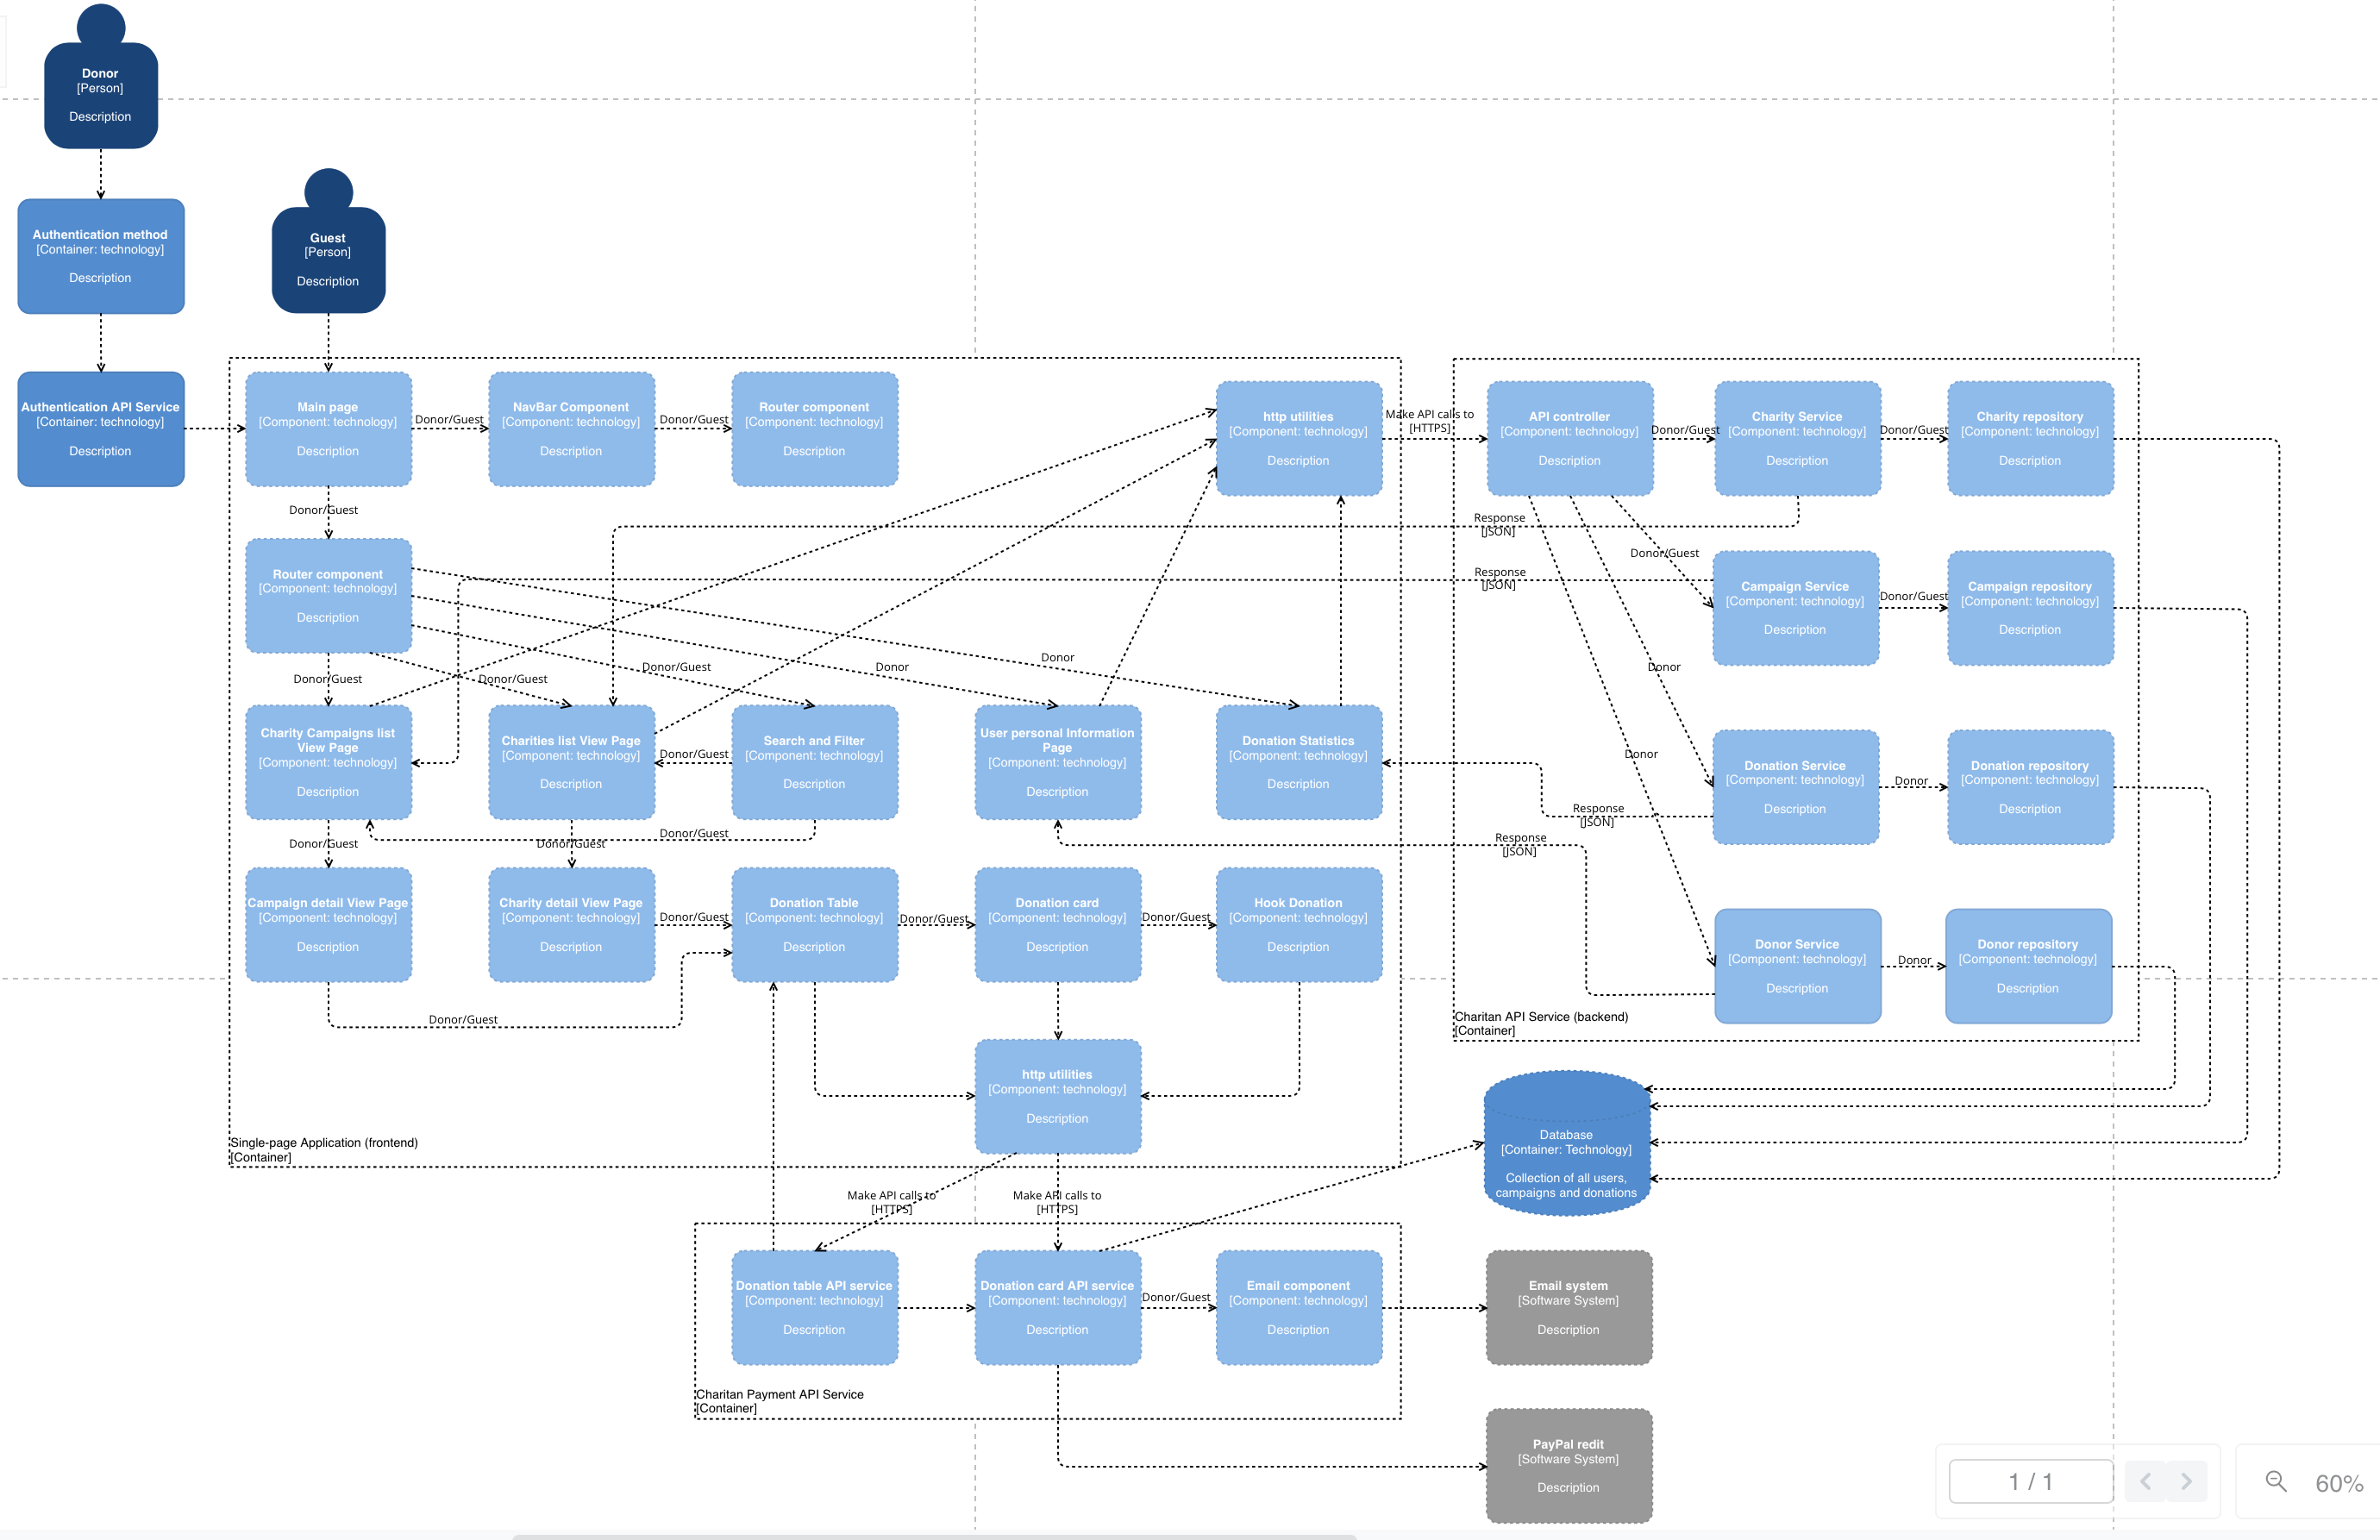 Donor
[Person]
Description
Authentication method
[Container: technology]
Description
Guest
[Person]
Description
Authentication API Service
[Container: technology]
Description
Main page
[Component: technology]
Description
Donor/Guest
NavBar Component
[Component: technology]
Description
Donor/Guest
Router component
[Component: technology]
Description
http utilities
[Component: technology]
Description
Make API calls to
[HTTPS]
API controller
[Component: technology]
Description
Donor/Guest
Charity Service
[Component: technology]
Description
Donor/Guest
Charity repository
[Component: technology]
Description
Donor/Guest
Response
[JSON]
Donor/Guest
Response
[JSON]
Router component
[Component: technology]
Description
Campaign Service
[Component: technology]
Description
Donor/Guest
Campaign repository
[Component: technology]
Description
Donor/Guest
Donor/Guest
Donor/Guest
Donor
Donor
Donor
Donor
Charity Campaigns list
View Page
[Component: technology]
Description
Charities list View Page
[Component: technology]
Description
Donor/Guest
Search and Filter
[Component: technology]
Description
User personal Information
Page
[Component: technology]
Description
Donation Statistics
[Component: technology]
Description
Donation Service
[Component: technology]
Description
Donor
Donation repository
[Component: technology]
Description
Response
[JSON]
Response
[JSON]
Donor/Guest
Donor/Guest
Donor/Guest
Campaign detail View Page
[Component: technology]
Description
Charity detail View Page
[Component: technology]
Description
Donor/Guest
Donation Table
[Component: technology]
Description
Donor/Guest
Donation card
[Component: technology]
Description
Donor/Guest
Hook Donation
[Component: technology]
Description
Donor Service
[Component: technology]
Description
Donor
Donor repository
[Component: technology]
Description
Donor/Guest
Charitan API Service (backend)
[Container]
http utilities
[Component: technology]
Description
Single-page Application (frontend)
[Container]
Database
[Container: Technology]
Collection of all users,
campaigns and donations
Make API calls to
[HTTPS]
Make API calls to
[HTTPS]
Donation table API service
[Component: technology]
Description
Donation card API service
[Component: technology]
Description
Donor/Guest
Email component
[Component: technology]
Description
Email system
[Software System]
Description
Charitan Payment API Service
[Container]
PayPal redit
[Software System]
Description
1 / 1
60%